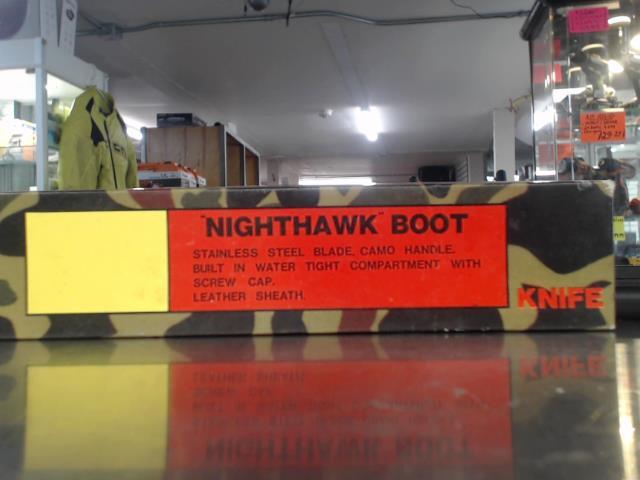 "NIGHTHAWK" BOOT
STAINLESS STEEL BLADE, CAMO HANDLE.
BUILT IN WATER TIGHT COMPARTMENT WITH
SCREW CAP.
LEATHER SHEATH.
KNIFE